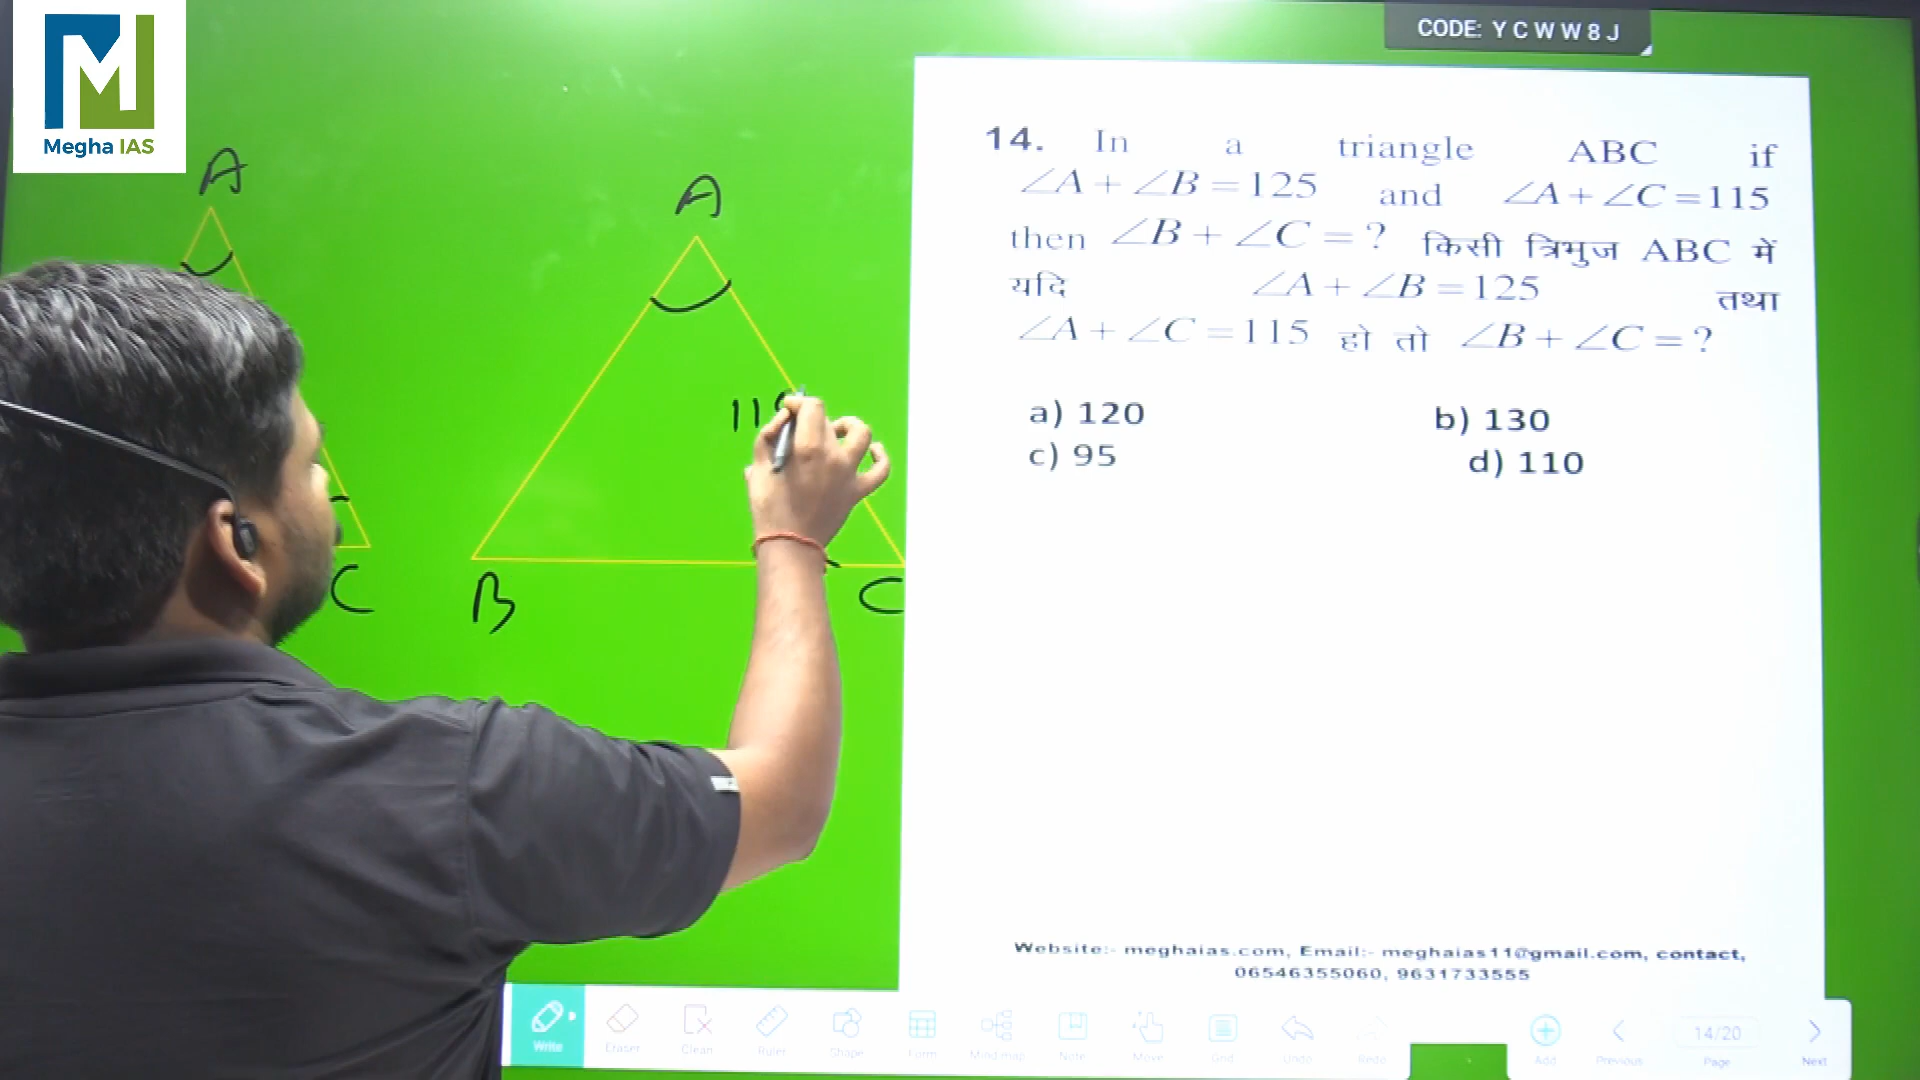 Megha IAS
CODE: Y C W W 8 J
A
A
C
B
C
14. In a triangle ABC if
∠A + ∠B = 125 and ∠A + ∠C = 115
then ∠B + ∠C = ? किसी त्रिभुज ABC में
यदि ∠A + ∠B = 125 तथा
∠A + ∠C = 115 हो तो ∠B + ∠C = ?
a) 120 b) 130
c) 95 d) 110
Website:- meghaias.com, Email:- meghaias11@gmail.com, contact,
06546355060, 9631733555
Write Eraser Clean Ruler Shape Form Mind map Note Move Grid Undo Redo Add Previous 14/20 Page Next